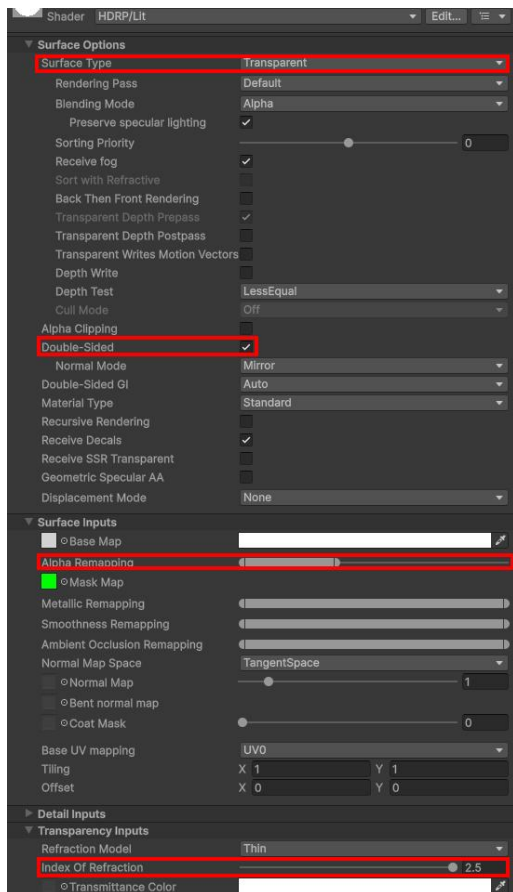 Shader HDRP/Lit Edit...
Surface Options
Surface Type Transparent
Rendering Pass Default
Blending Mode Alpha
Preserve specular lighting
Sorting Priority 0
Receive fog
Sort with Refractive
Back Then Front Rendering
Transparent Depth Prepass
Transparent Depth Postpass
Transparent Writes Motion Vectors
Depth Write
Depth Test LessEqual
Cull Mode Off
Alpha Clipping
Double-Sided
Normal Mode Mirror
Double-Sided GI Auto
Material Type Standard
Recursive Rendering
Receive Decals
Receive SSR Transparent
Geometric Specular AA
Displacement Mode None
Surface Inputs
Base Map
Alpha Remapping
Mask Map
Metallic Remapping
Smoothness Remapping
Ambient Occlusion Remapping
Normal Map Space TangentSpace
Normal Map 1
Bent normal map
Coat Mask 0
Base UV mapping UV0
Tiling X 1 Y 1
Offset X 0 Y 0
Detail Inputs
Transparency Inputs
Refraction Model Thin
Index Of Refraction 2.5
Transmittance Color